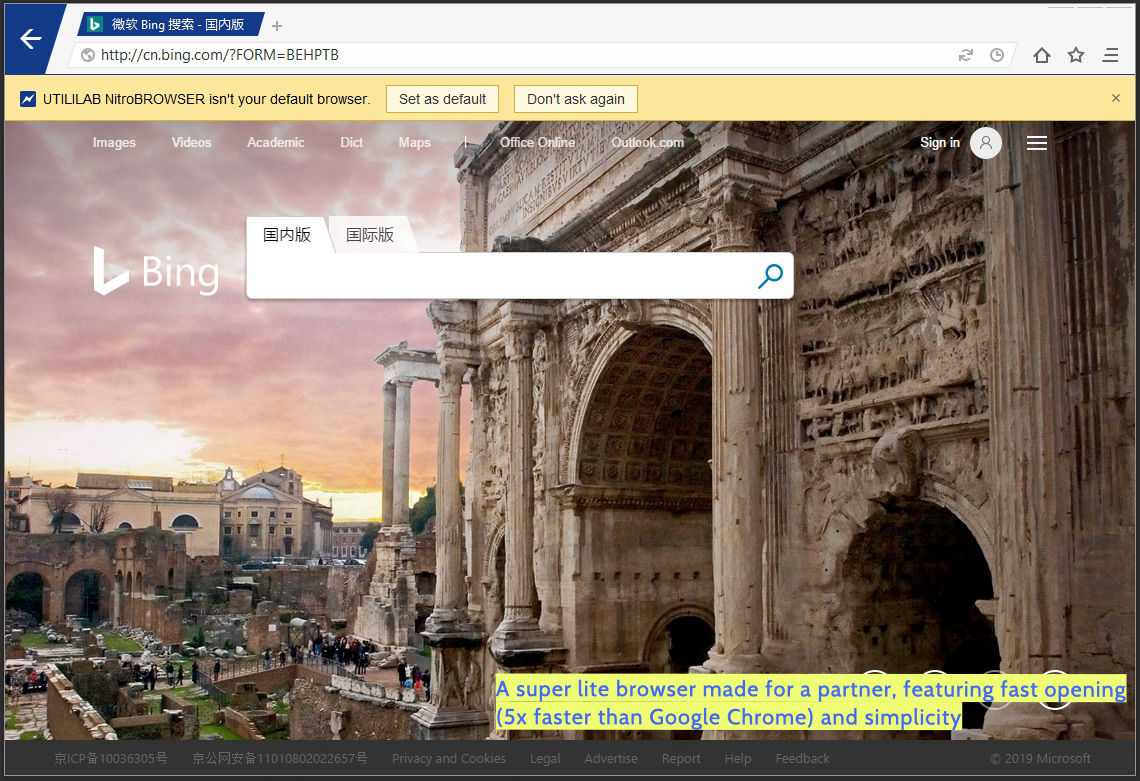 微软 Bing 搜索 - 国内版
http://cn.bing.com/?FORM=BEHPTB
UTILILAB NitroBROWSER isn't your default browser. Set as default Don't ask again
Images Videos Academic Dict Maps | Office Online Outlook.com Sign in
国内版 国际版
Bing
A super lite browser made for a partner, featuring fast opening
(5x faster than Google Chrome) and simplicity
京ICP备10036305号 京公网安备11010802022657号 Privacy and Cookies Legal Advertise Report Help Feedback © 2019 Microsoft